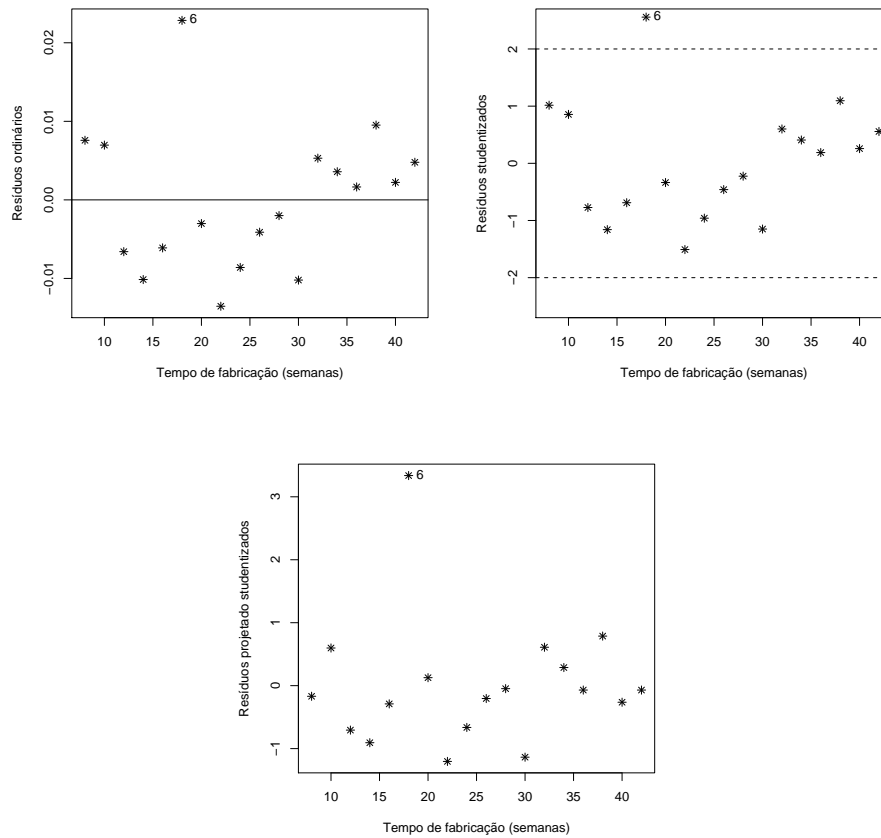 6
0.02
0.01
0.00
−0.01
Resíduos ordinários
10 15 20 25 30 35 40
Tempo de fabricação (semanas)
6
2
1
0
−1
−2
Resíduos studentizados
10 15 20 25 30 35 40
Tempo de fabricação (semanas)
6
3
2
1
0
−1
Resíduos projetado studentizados
10 15 20 25 30 35 40
Tempo de fabricação (semanas)